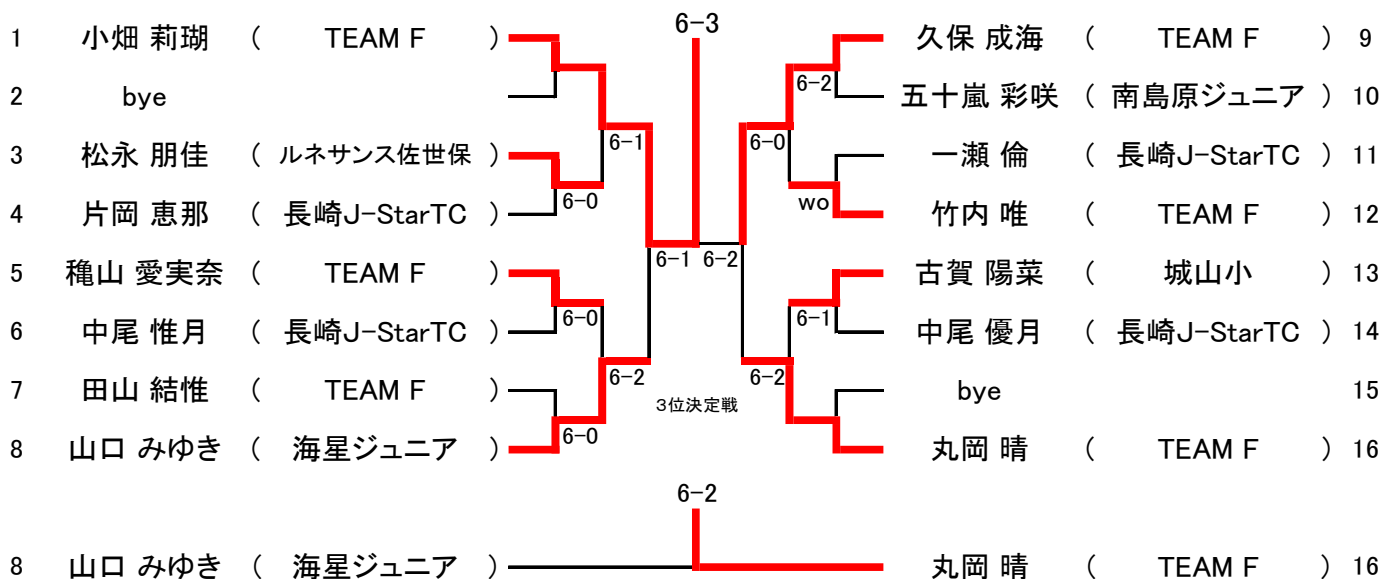 6-3
1 小畑 莉瑚 ( TEAM F ) 久保 成海 ( TEAM F ) 9
6-2
2 bye 五十嵐 彩咲 ( 南島原ジュニア ) 10
6-1 6-0
3 松永 朋佳 ( ルネサンス佐世保 ) 一瀬 倫 ( 長崎J-StarTC ) 11
6-0 wo
4 片岡 恵那 ( 長崎J-StarTC ) 竹内 唯 ( TEAM F ) 12
6-1 6-2
5 穐山 愛実奈 ( TEAM F ) 古賀 陽菜 ( 城山小 ) 13
6-0 6-1
6 中尾 惟月 ( 長崎J-StarTC ) 中尾 優月 ( 長崎J-StarTC ) 14
6-2 6-2
7 田山 結惟 ( TEAM F ) bye 15
3位決定戦
6-0
8 山口 みゆき ( 海星ジュニア ) 丸岡 晴 ( TEAM F ) 16
6-2
8 山口 みゆき ( 海星ジュニア ) 丸岡 晴 ( TEAM F ) 16